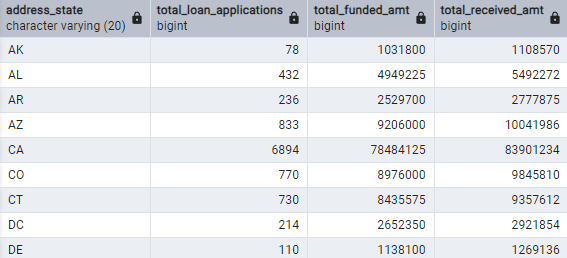 address_state total_loan_applications total_funded_amt total_received_amt
character varying (20) bigint bigint bigint
AK 78 1031800 1108570
AL 432 4949225 5492272
AR 236 2529700 2777875
AZ 833 9206000 10041986
CA 6894 78484125 83901234
CO 770 8976000 9845810
CT 730 8435575 9357612
DC 214 2652350 2921854
DE 110 1138100 1269136